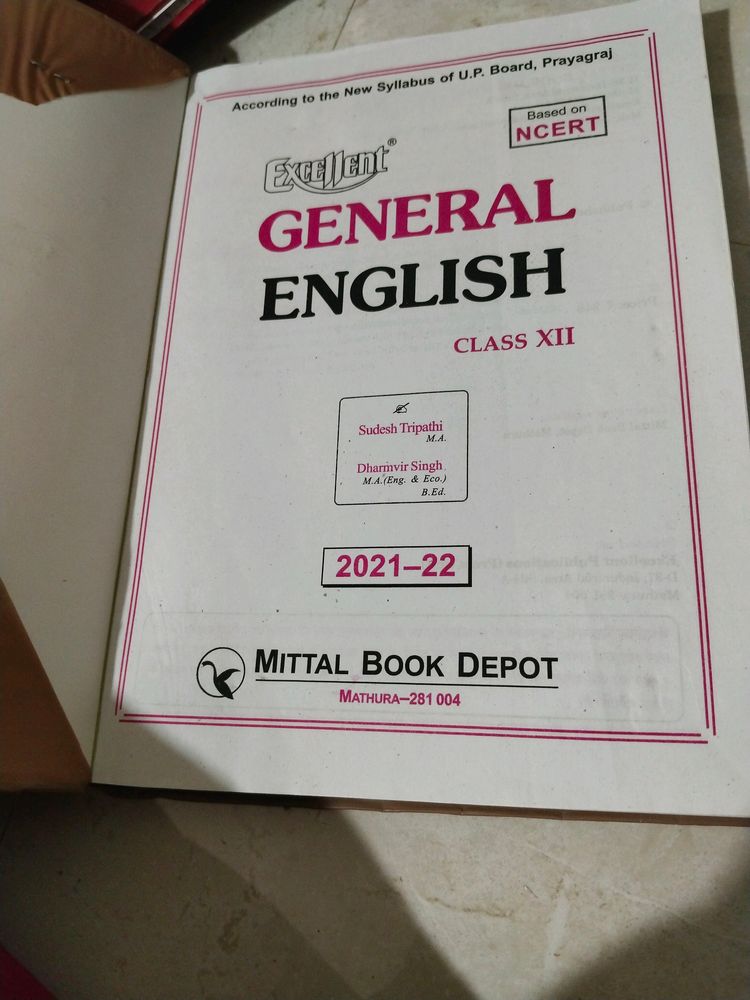 According to the New Syllabus of U.P. Board, Prayagraj
Based on
NCERT
Excellent®
GENERAL
ENGLISH
CLASS XII
Sudesh Tripathi
M.A.
Dharmvir Singh
M.A.(Eng. & Eco.)
B.Ed.
2021–22
MITTAL BOOK DEPOT
MATHURA–281 004